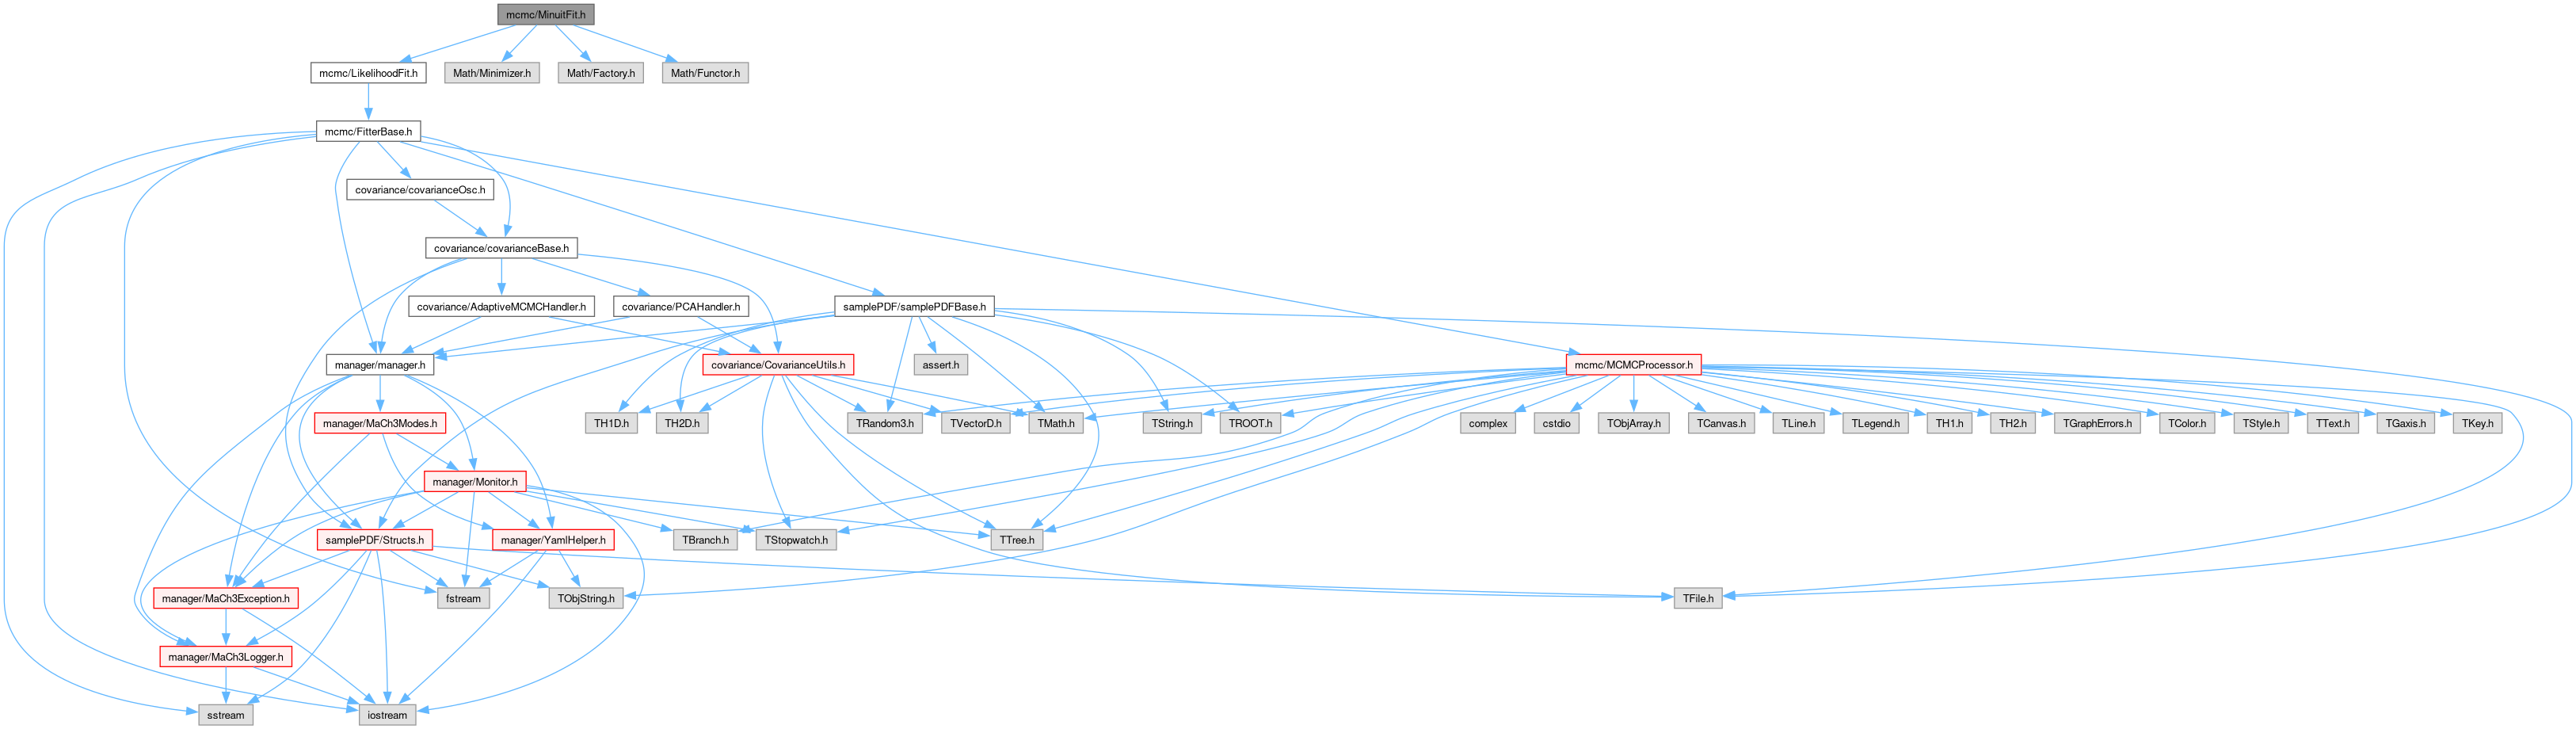 mcmc/MinuitFit.h
mcmc/LikelihoodFit.h
Math/Minimizer.h
Math/Factory.h
Math/Functor.h
mcmc/FitterBase.h
covariance/covarianceOsc.h
covariance/covarianceBase.h
covariance/AdaptiveMCMCHandler.h
covariance/PCAHandler.h
samplePDF/samplePDFBase.h
manager/manager.h
covariance/CovarianceUtils.h
assert.h
mcmc/MCMCProcessor.h
manager/MaCh3Modes.h
TH1D.h
TH2D.h
TRandom3.h
TVectorD.h
TMath.h
TString.h
TROOT.h
complex
cstdio
TObjArray.h
TCanvas.h
TLine.h
TLegend.h
TH1.h
TH2.h
TGraphErrors.h
TColor.h
TStyle.h
TText.h
TGaxis.h
TKey.h
manager/Monitor.h
samplePDF/Structs.h
manager/YamlHelper.h
TBranch.h
TStopwatch.h
TTree.h
manager/MaCh3Exception.h
fstream
TObjString.h
TFile.h
manager/MaCh3Logger.h
sstream
iostream